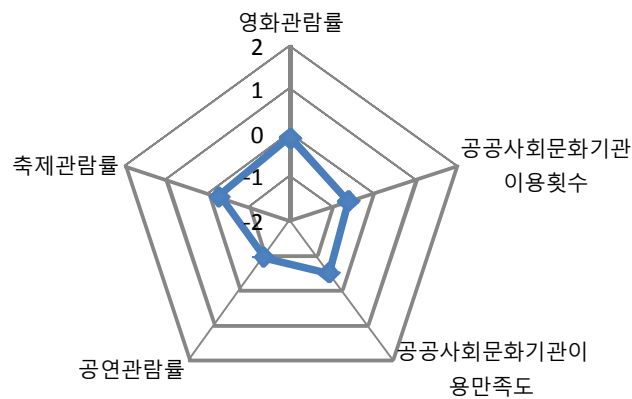 영화관람률
2
1
0
-1
-2
공공사회문화기관
이용횟수
축제관람률
공연관람률
공공사회문화기관이
용만족도